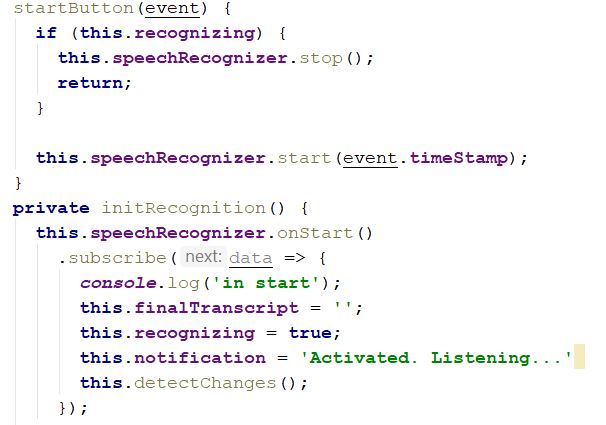 startButton(event) {
  if (this.recognizing) {
    this.speechRecognizer.stop();
    return;
  }
  this.speechRecognizer.start(event.timeStamp);
}
private initRecognition() {
  this.speechRecognizer.onStart()
    .subscribe( next: data => {
      console.log('in start');
      this.finalTranscript = '';
      this.recognizing = true;
      this.notification = 'Activated. Listening...'
      this.detectChanges();
    });